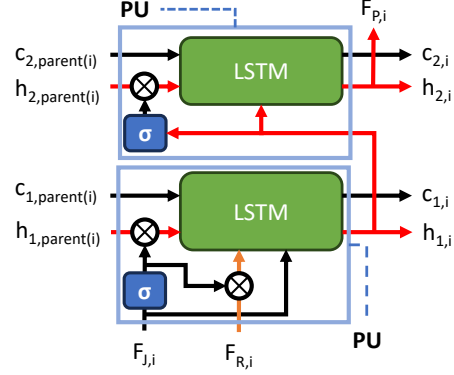 PU
F_P,i
c_2,parent(i)
LSTM
c_2,i
h_2,parent(i)
h_2,i
σ
c_1,parent(i)
LSTM
c_1,i
h_1,parent(i)
h_1,i
σ
F_J,i
F_R,i
PU